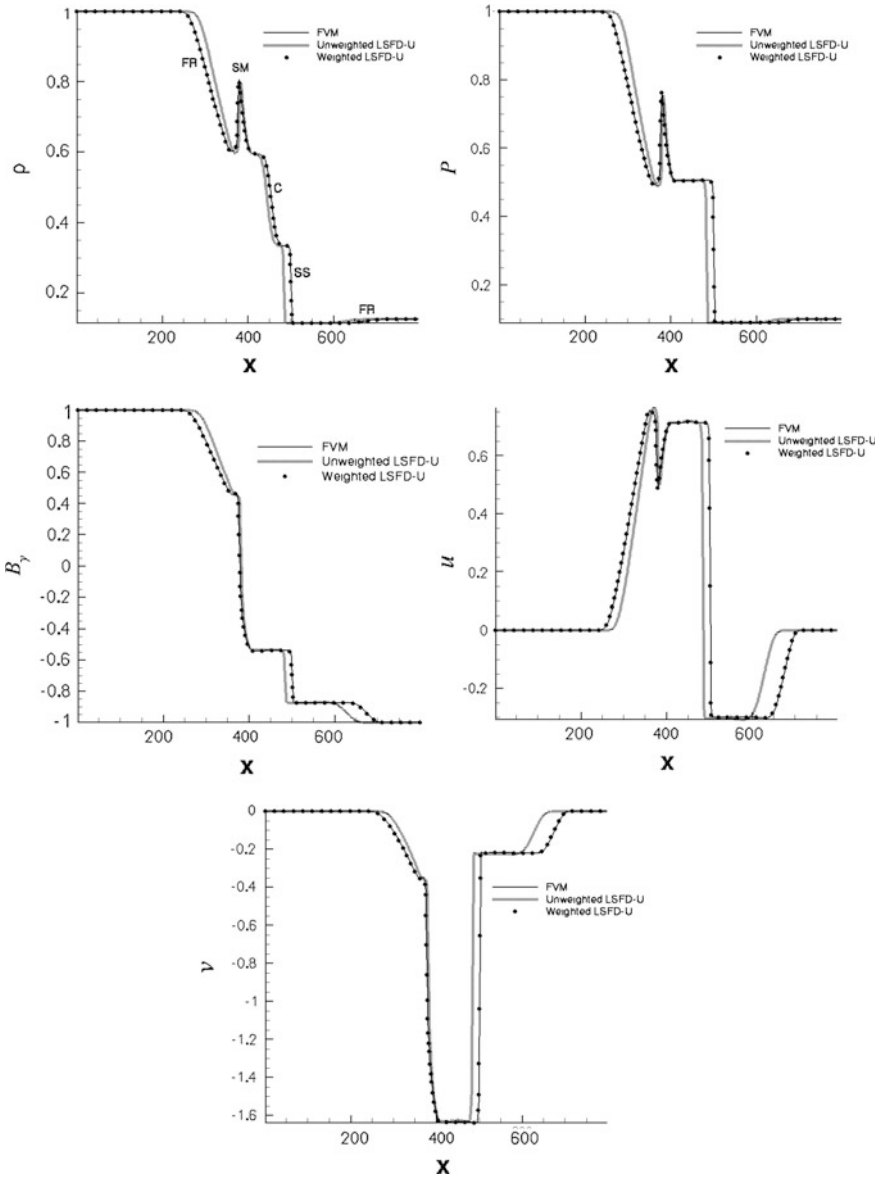 FVM
Unweighted LSFD-U
Weighted LSFD-U
FR
SM
C
SS
FR
1
0.8
0.6
0.4
0.2
ρ
200
400
600
X
FVM
Unweighted LSFD-U
Weighted LSFD-U
1
0.8
0.6
0.4
0.2
P
200
400
600
X
FVM
Unweighted LSFD-U
Weighted LSFD-U
1
0.8
0.6
0.4
0.2
0
-0.2
-0.4
-0.6
-0.8
-1
By
200
400
600
X
FVM
Unweighted LSFD-U
Weighted LSFD-U
0.6
0.4
0.2
0
-0.2
u
200
400
600
X
FVM
Unweighted LSFD-U
Weighted LSFD-U
0
-0.2
-0.4
-0.6
-0.8
-1
-1.2
-1.4
-1.6
v
200
400
600
X